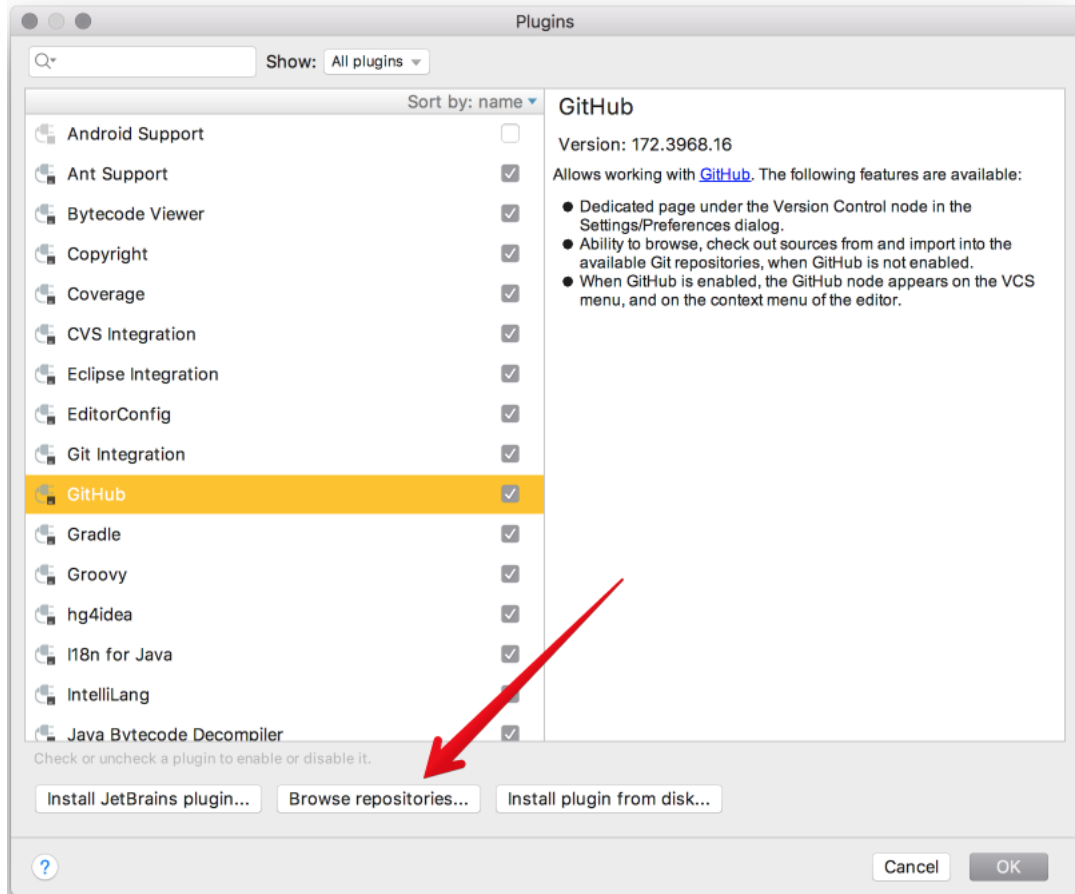 Plugins
Show: All plugins
Sort by: name
Android Support
Ant Support
Bytecode Viewer
Copyright
Coverage
CVS Integration
Eclipse Integration
EditorConfig
Git Integration
GitHub
Gradle
Groovy
hg4idea
I18n for Java
IntelliLang
Java Bytecode Decompiler
GitHub
Version: 172.3968.16
Allows working with GitHub. The following features are available:
● Dedicated page under the Version Control node in the
Settings/Preferences dialog.
● Ability to browse, check out sources from and import into the
available Git repositories, when GitHub is not enabled.
● When GitHub is enabled, the GitHub node appears on the VCS
menu, and on the context menu of the editor.
Check or uncheck a plugin to enable or disable it.
Install JetBrains plugin... Browse repositories... Install plugin from disk...
? Cancel OK